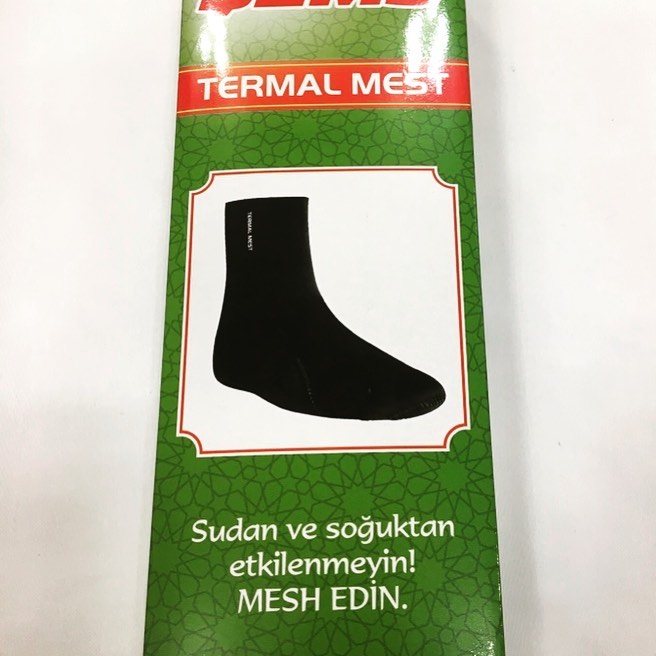 TERMAL MEST
TERMAL MEST
Sudan ve soğuktan
etkilenmeyin!
MESH EDİN.